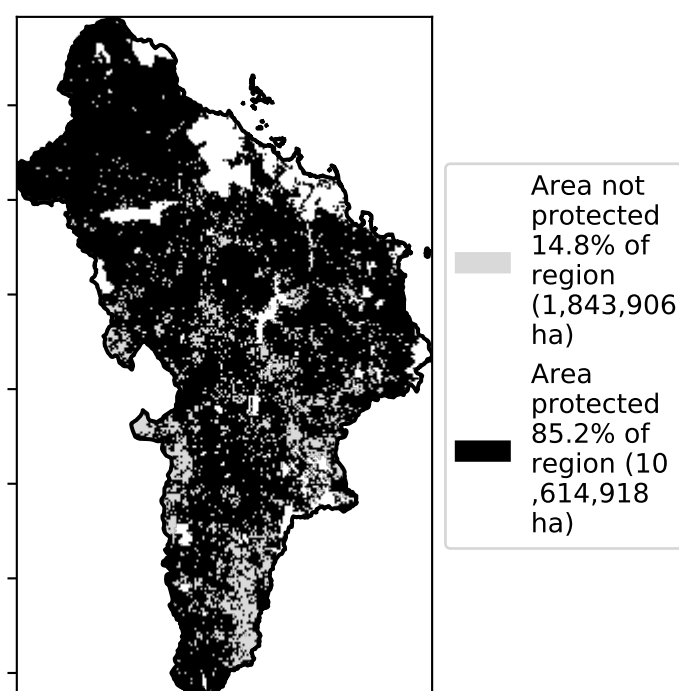 Area not
protected
14.8% of
region
(1,843,906
ha)
Area
protected
85.2% of
region (10
,614,918
ha)